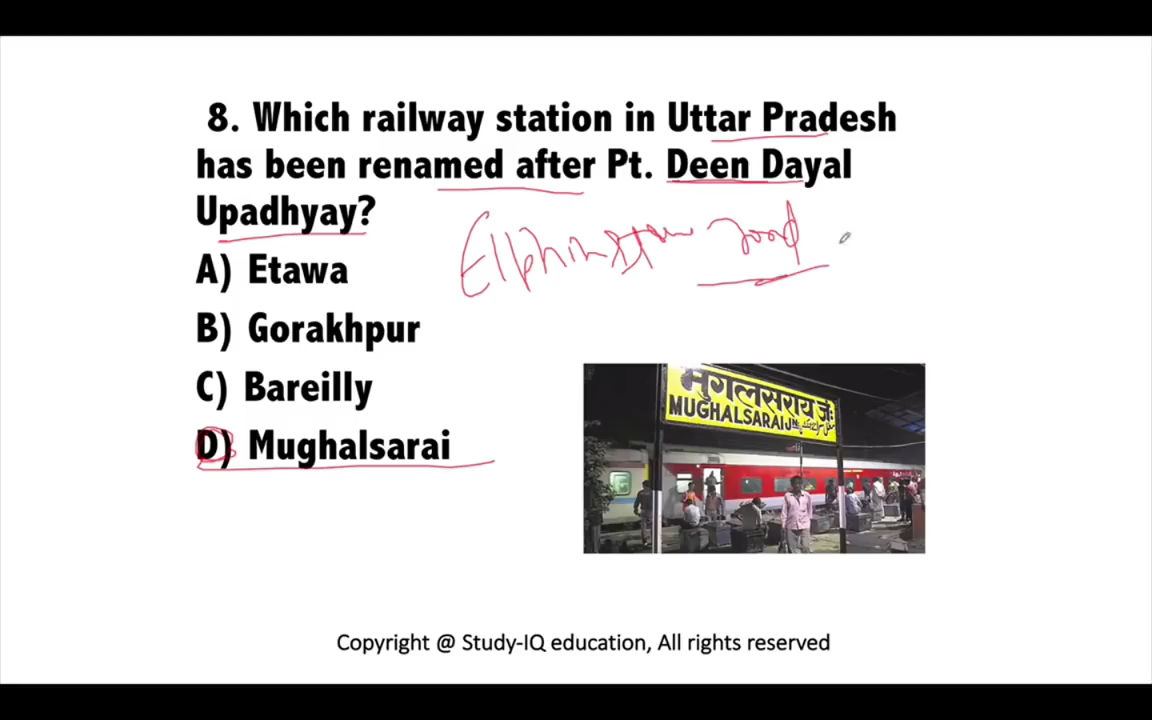 8. Which railway station in Uttar Pradesh
has been renamed after Pt. Deen Dayal
Upadhyay?
Elphinstone road
A) Etawa
B) Gorakhpur
C) Bareilly
D) Mughalsarai
मुगलसराय जं.
MUGHALSARAI JN.
Copyright @ Study-IQ education, All rights reserved